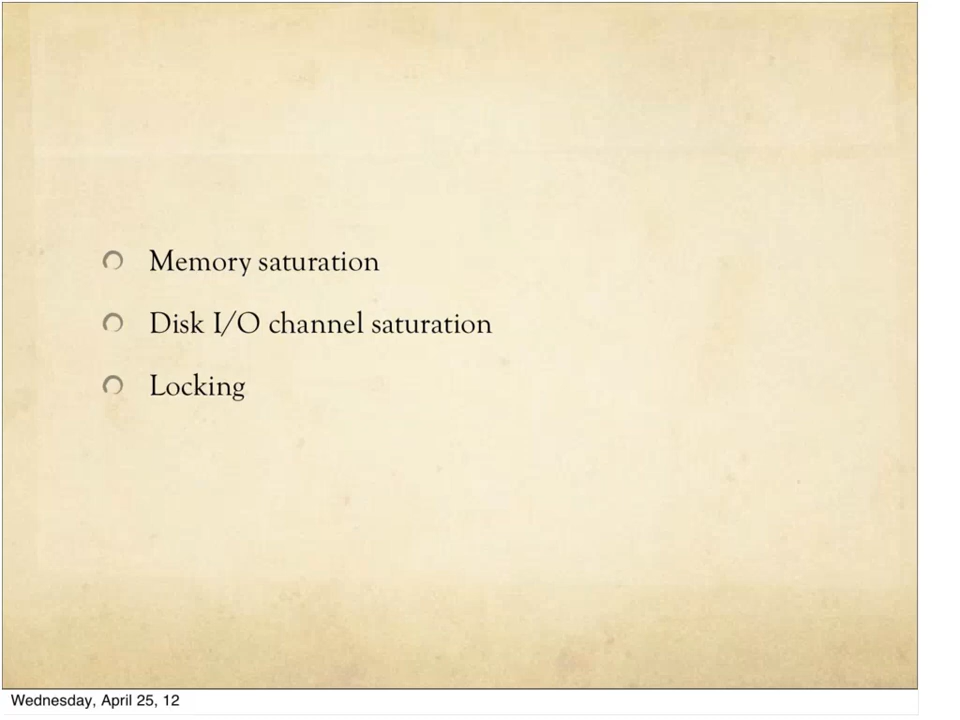 Memory saturation
Disk I/O channel saturation
Locking
Wednesday, April 25, 12